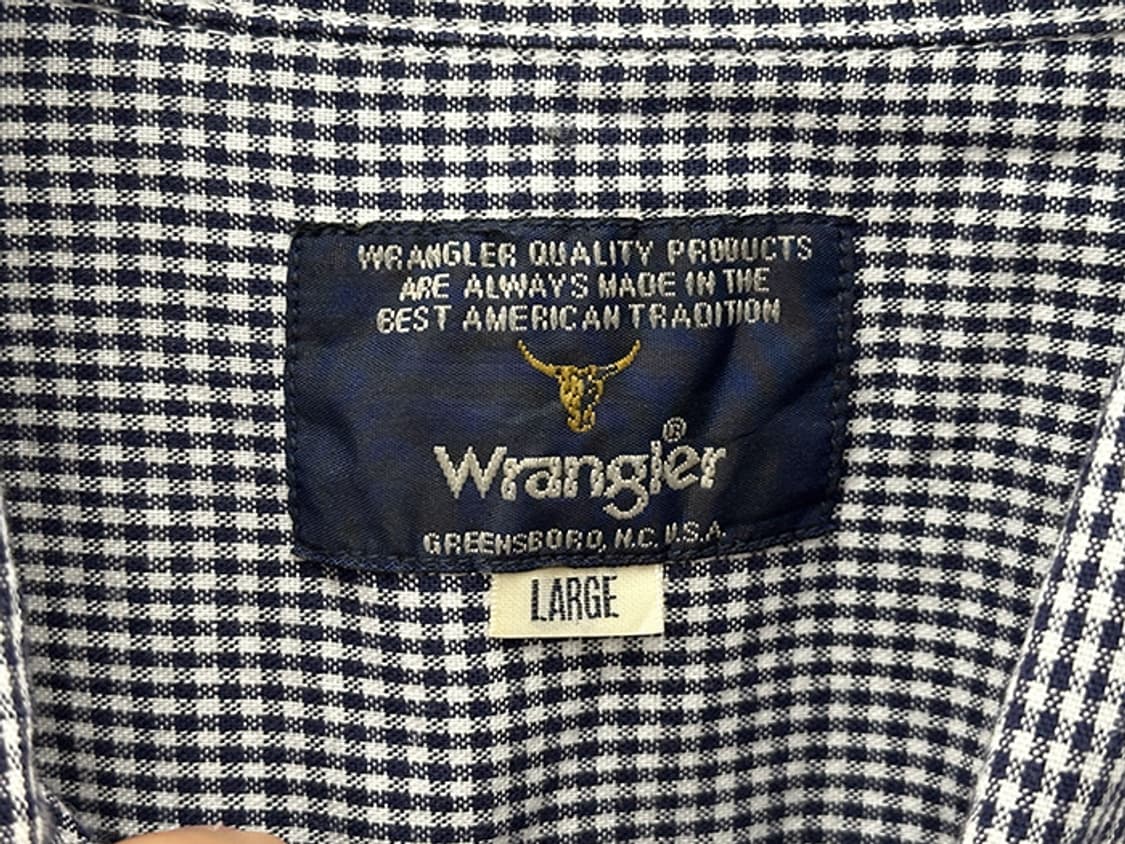 WRANGLER QUALITY PRODUCTS
ARE ALWAYS MADE IN THE
BEST AMERICAN TRADITION
Wrangler®
GREENSBORO, N.C. U.S.A.
LARGE